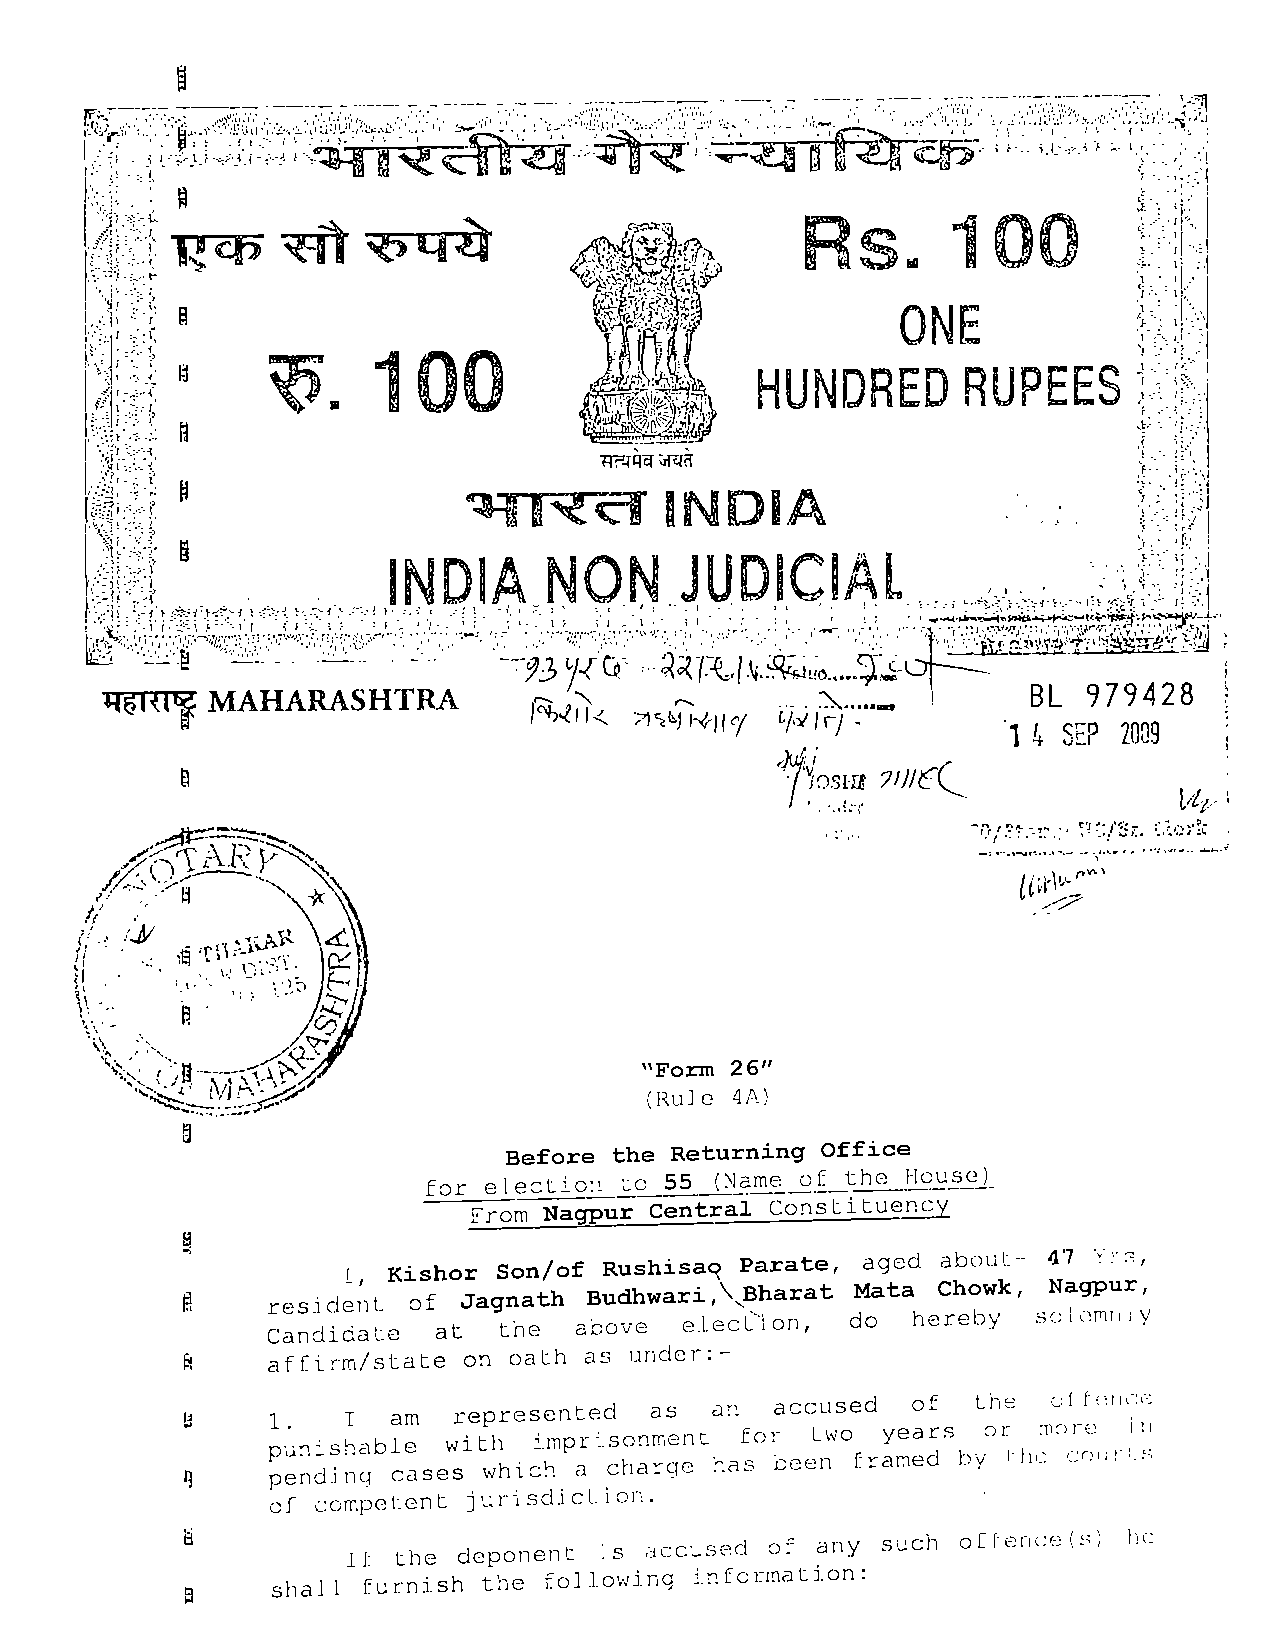 भारतीय गैर न्यायिक
एक सौ रुपये
Rs. 100
रु. 100
ONE
HUNDRED RUPEES
सत्यमेव जयते
भारत INDIA
INDIA NON JUDICIAL
महाराष्ट्र MAHARASHTRA
BL 979428
14 SEP 2009
किशोर
NOTARY
THAKAR
DIST.
OF MAHARASHTRA
"Form 26"
(Rule 4A)
Before the Returning Office
for election to 55 (Name of the House)
From Nagpur Central Constituency
I, Kishor Son/of Rushisao Parate, aged about- 47 Yrs,
resident of Jagnath Budhwari, Bharat Mata Chowk, Nagpur,
Candidate at the above election, do hereby solemnly
affirm/state on oath as under:-
1. I am represented as an accused of the offence
punishable with imprisonment for two years or more in
pending cases which a charge has been framed by the courts
of competent jurisdiction.
If the deponent is accused of any such offence(s) he
shall furnish the following information: